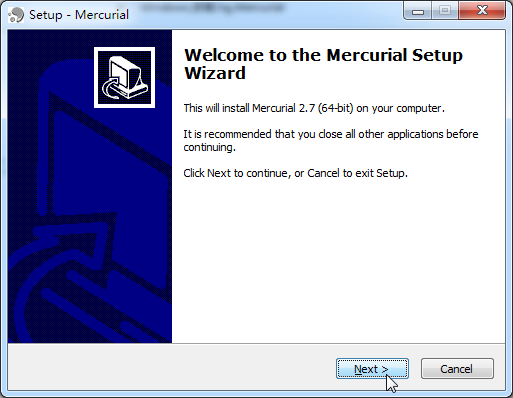 Setup - Mercurial
Welcome to the Mercurial Setup
Wizard
This will install Mercurial 2.7 (64-bit) on your computer.
It is recommended that you close all other applications before
continuing.
Click Next to continue, or Cancel to exit Setup.
Next >
Cancel